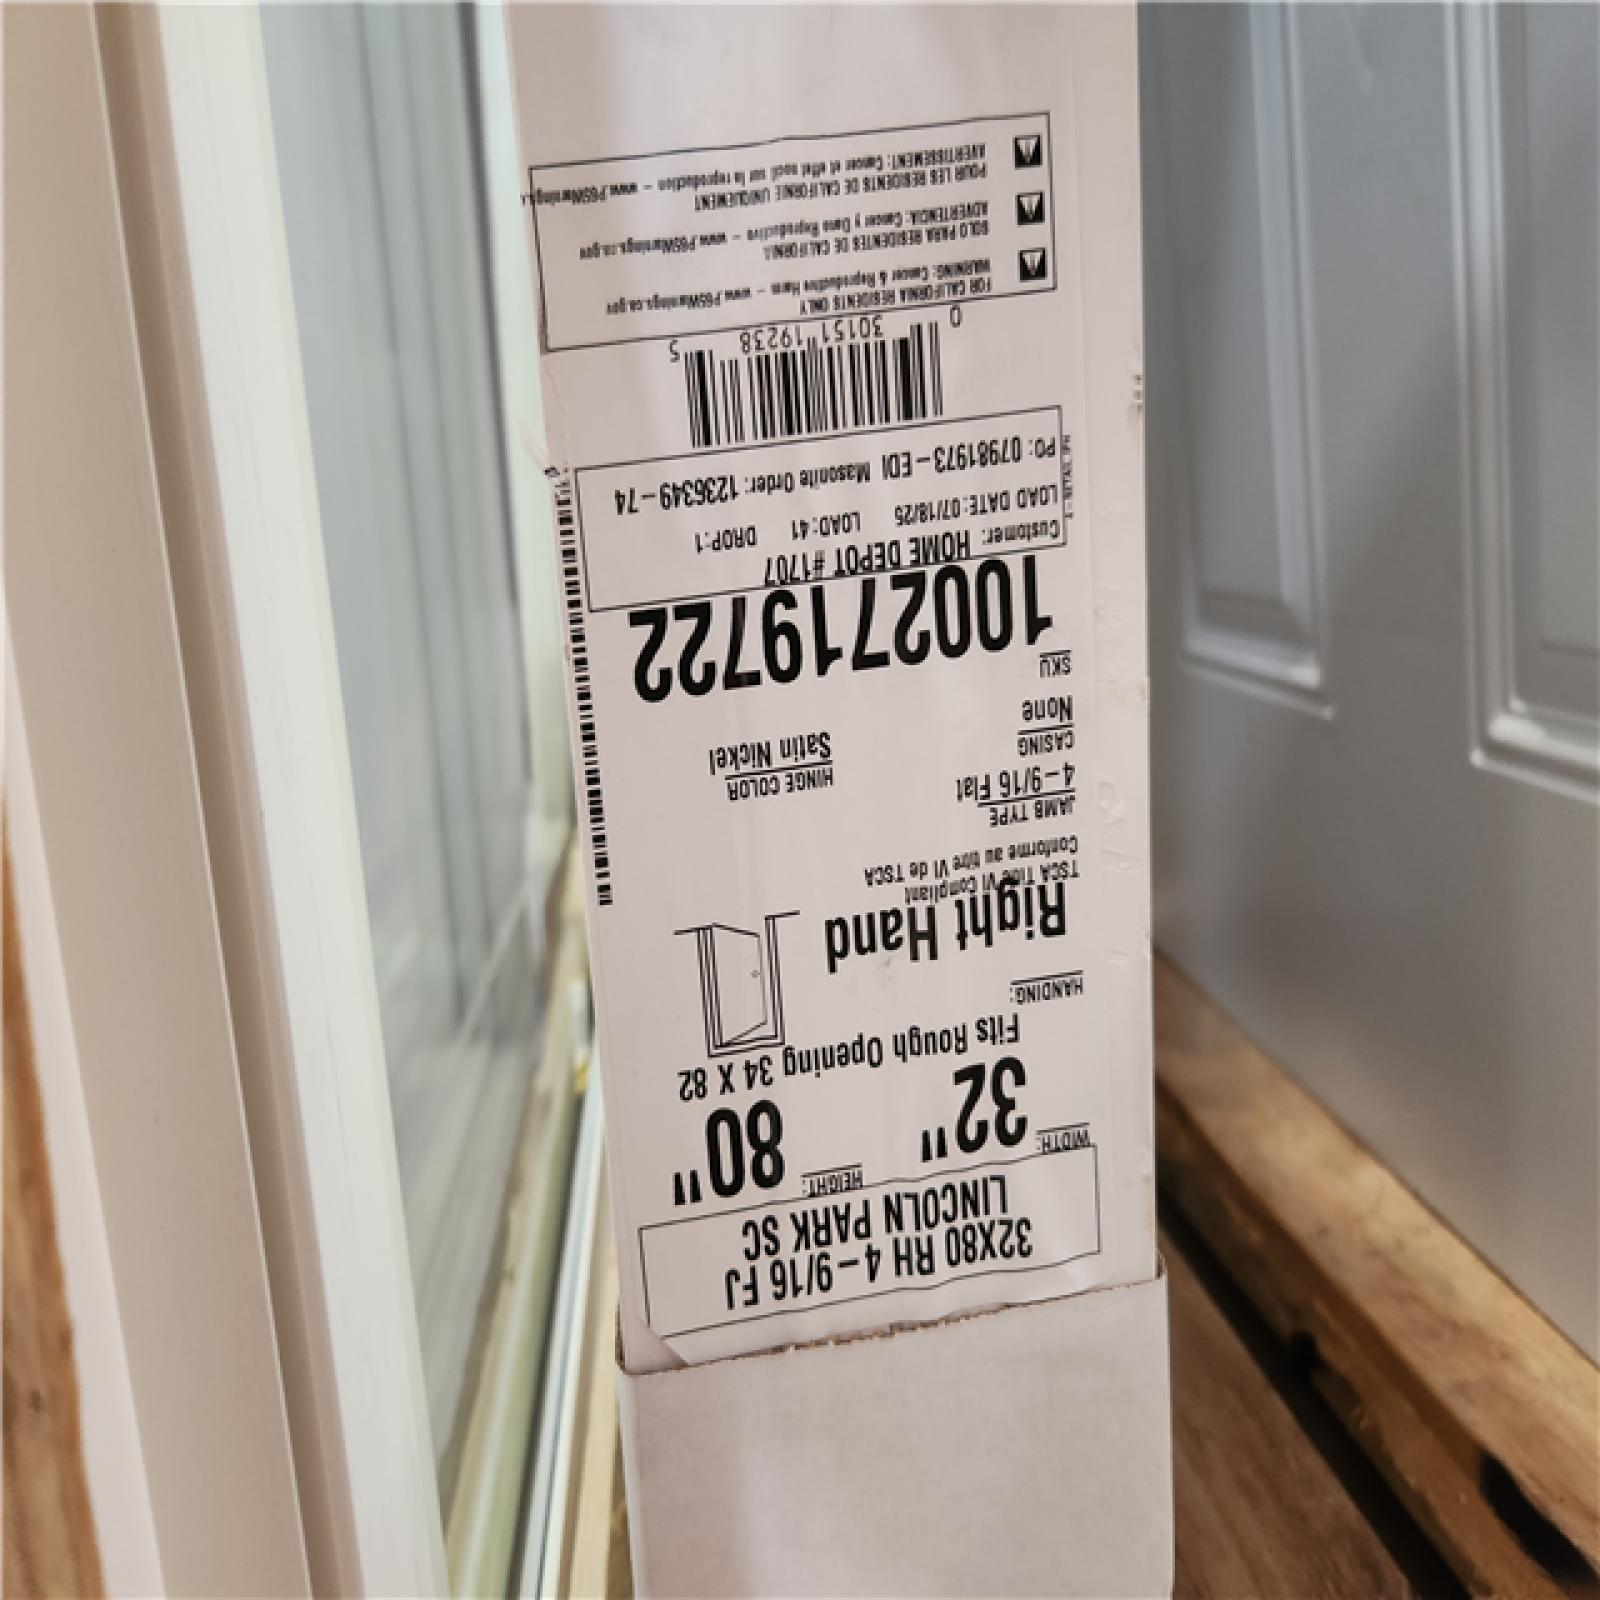 32X80 RH 4-9/16 FJ
LINCOLN PARK SC
WIDTH: 32" HEIGHT: 80"
Fits Rough Opening 34 X 82
HANDING:
Right Hand
TSCA Title VI Compliant
Conforme au titre VI de TSCA
JAMB TYPE
4-9/16 Flat
HINGE COLOR
Satin Nickel
CASING
None
SKU
1002719722
Customer: HOME DEPOT #1707
LOAD DATE:07/18/25 LOAD:41 DROP:1
PO: 07981973-EDI Masonite Order: 1236349-74
0 30151 19238 5
FOR CALIFORNIA RESIDENTS ONLY
WARNING: Cancer & Reproductive Harm - www.P65Warnings.ca.gov
SOLO PARA RESIDENTES DE CALIFORNIA
ADVERTENCIA: Cancer y Dano Reproductivo - www.P65Warnings.ca.gov
POUR LES RESIDENTS DE CALIFORNIE UNIQUEMENT
AVERTISSEMENT: Cancer et effet nocif sur la reproduction - www.P65Warnings.c